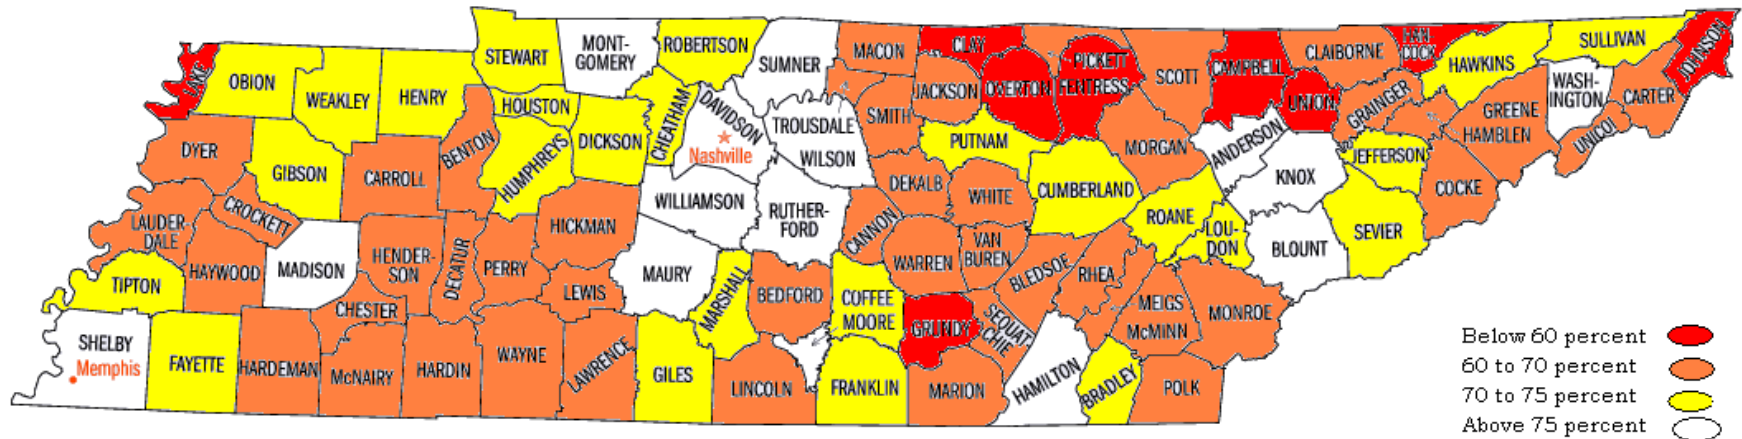 STEWART
MONT-
GOMERY
ROBERTSON
SUMNER
MACON
CLAY
PICKETT
SCOTT
CAMPBELL
CLAIBORNE
HAN
COCK
HAWKINS
SULLIVAN
JOHNSON
LAKE
OBION
WEAKLEY
HENRY
HOUSTON
DICKSON
CHEATHAM
DAVIDSON
Nashville
TROUSDALE
WILSON
SMITH
JACKSON
OVERTON
FENTRESS
UNION
GRAINGER
GREENE
HAMBLEN
WASH-
INGTON
CARTER
UNICOI
DYER
GIBSON
CARROLL
BENTON
HUMPHREYS
PUTNAM
MORGAN
ANDERSON
KNOX
JEFFERSON
COCKE
LAUDER-
DALE
CROCKETT
HICKMAN
WILLIAMSON
RUTHER-
FORD
DEKALB
WHITE
CUMBERLAND
ROANE
LOU-
DON
BLOUNT
SEVIER
TIPTON
HAYWOOD
MADISON
HENDER-
SON
DECATUR
PERRY
LEWIS
MAURY
MARSHALL
BEDFORD
CANNON
COFFEE
MOORE
WARREN
VAN
BUREN
BLEDSOE
RHEA
MEIGS
McMINN
MONROE
SHELBY
Memphis
FAYETTE
HARDEMAN
CHESTER
McNAIRY
HARDIN
WAYNE
LAWRENCE
GILES
LINCOLN
FRANKLIN
GRUNDY
SEQUAT-
CHIE
MARION
HAMILTON
BRADLEY
POLK
Below 60 percent
60 to 70 percent
70 to 75 percent
Above 75 percent